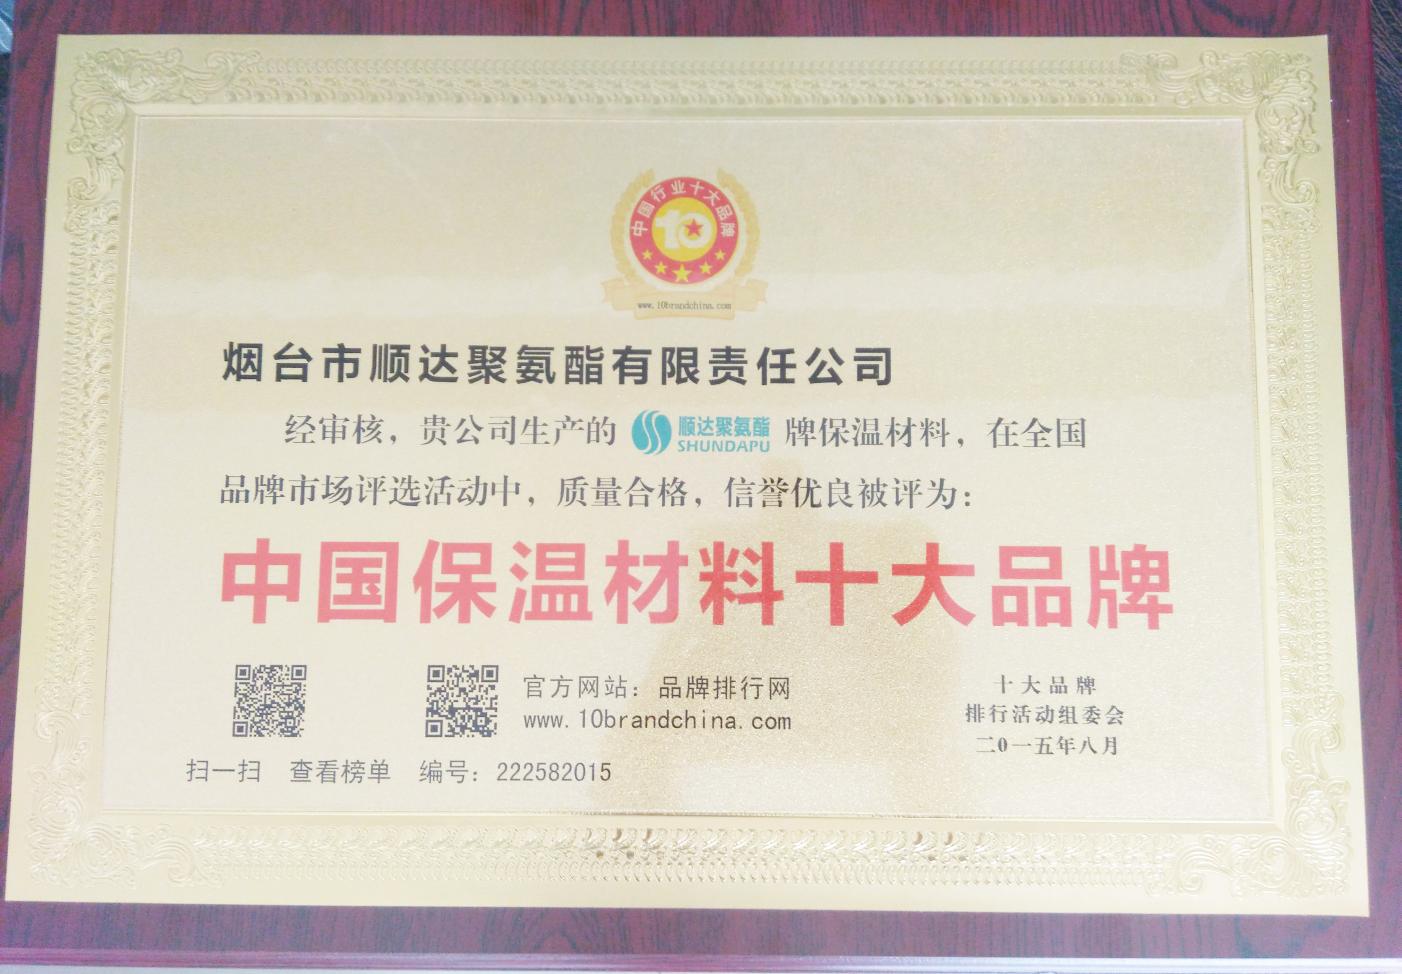 中国行业十大品牌
10
www.10brandchina.com
烟台市顺达聚氨酯有限责任公司
经审核，贵公司生产的 顺达聚氨酯 SHUNDAPU 牌保温材料，在全国
品牌市场评选活动中，质量合格，信誉优良被评为：
中国保温材料十大品牌
官方网站：品牌排行网
www.10brandchina.com
扫一扫 查看榜单 编号：222582015
十大品牌
排行活动组委会
二0一五年八月